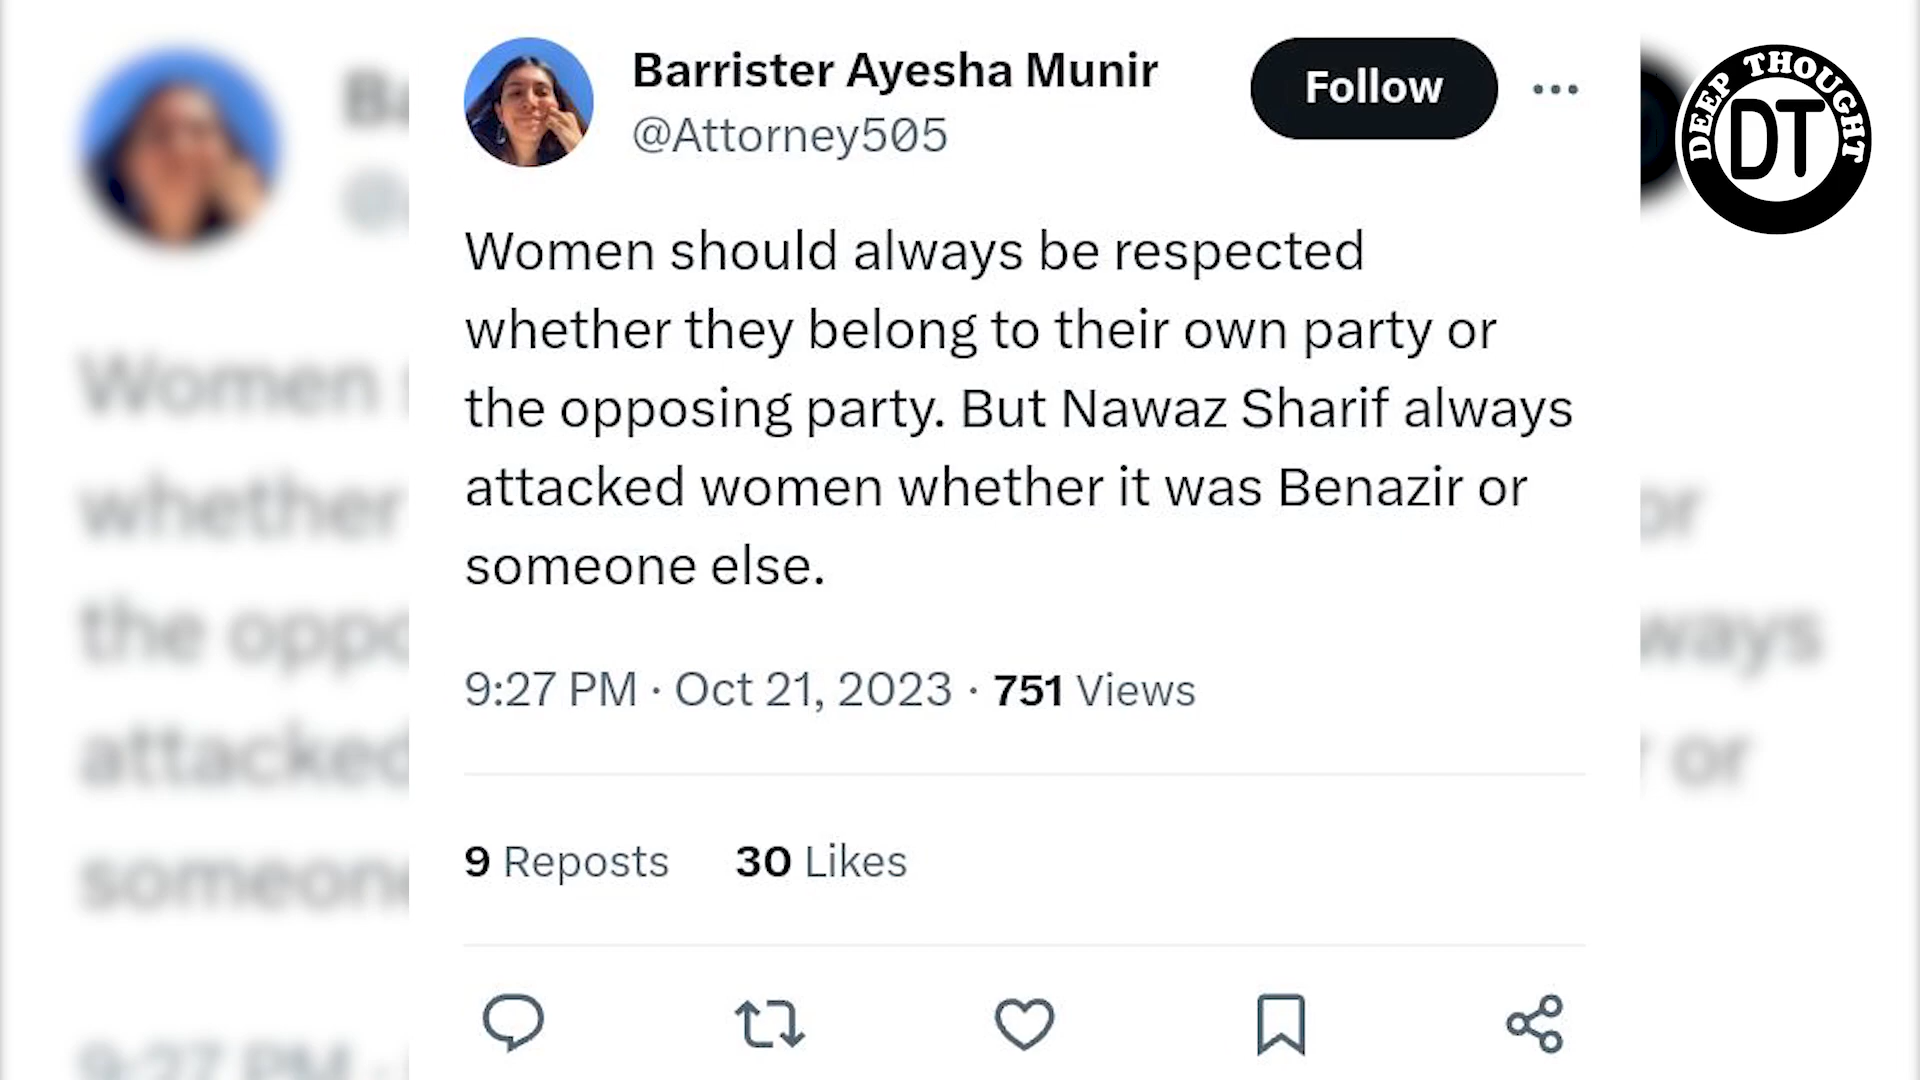 Barrister Ayesha Munir
@Attorney505
Follow
DEEP THOUGHT
DT
Women should always be respected
whether they belong to their own party or
the opposing party. But Nawaz Sharif always
attacked women whether it was Benazir or
someone else.
9:27 PM · Oct 21, 2023 · 751 Views
9 Reposts 30 Likes